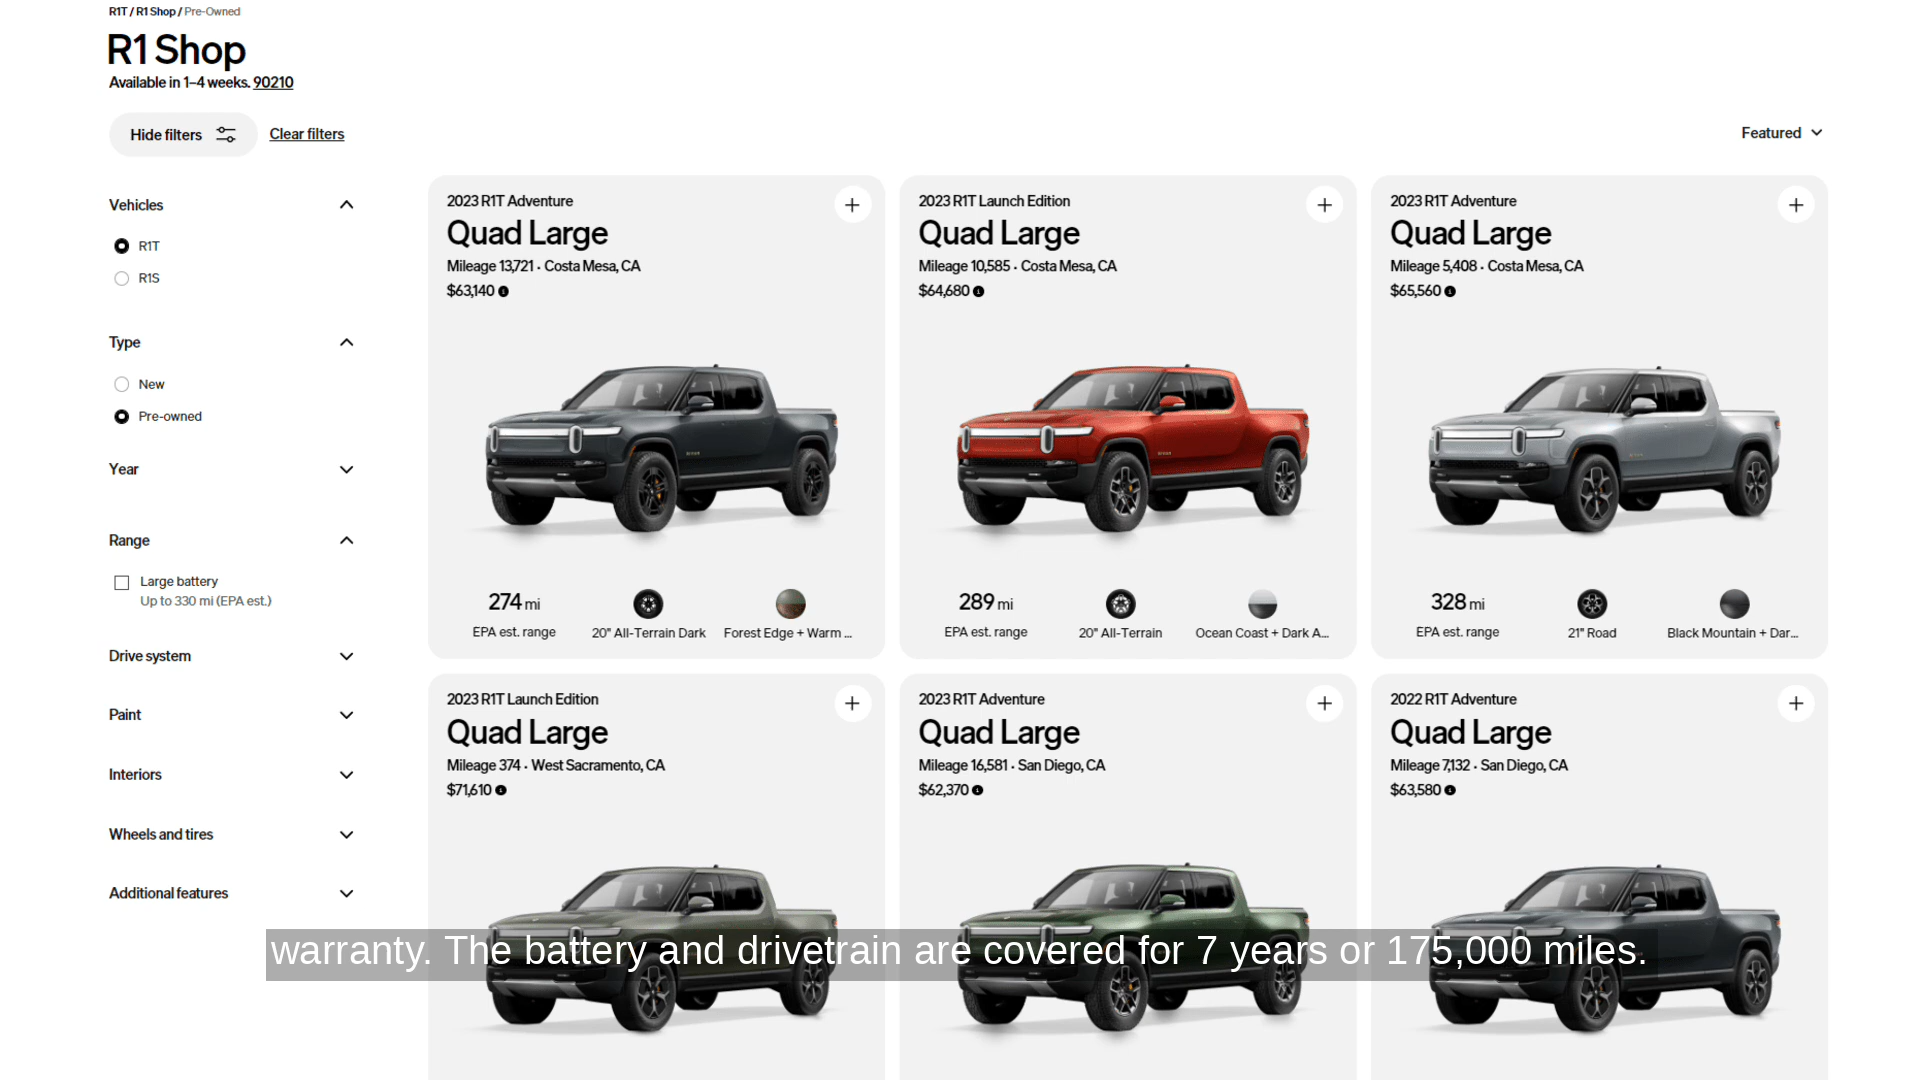 R1T / R1 Shop / Pre-Owned
R1 Shop
Available in 1–4 weeks. 90210
Hide filters
Clear filters
Featured
Vehicles
R1T
R1S
Type
New
Pre-owned
Year
Range
Large battery
Up to 330 mi (EPA est.)
Drive system
Paint
Interiors
Wheels and tires
Additional features
2023 R1T Adventure
Quad Large
Mileage 13,721 · Costa Mesa, CA
$63,140
274 mi
EPA est. range
20" All-Terrain Dark
Forest Edge + Warm ...
2023 R1T Launch Edition
Quad Large
Mileage 10,585 · Costa Mesa, CA
$64,680
289 mi
EPA est. range
20" All-Terrain
Ocean Coast + Dark A...
2023 R1T Adventure
Quad Large
Mileage 5,408 · Costa Mesa, CA
$65,560
328 mi
EPA est. range
21" Road
Black Mountain + Dar...
2023 R1T Launch Edition
Quad Large
Mileage 374 · West Sacramento, CA
$71,610
2023 R1T Adventure
Quad Large
Mileage 16,581 · San Diego, CA
$62,370
2022 R1T Adventure
Quad Large
Mileage 7,132 · San Diego, CA
$63,580
warranty. The battery and drivetrain are covered for 7 years or 175,000 miles.